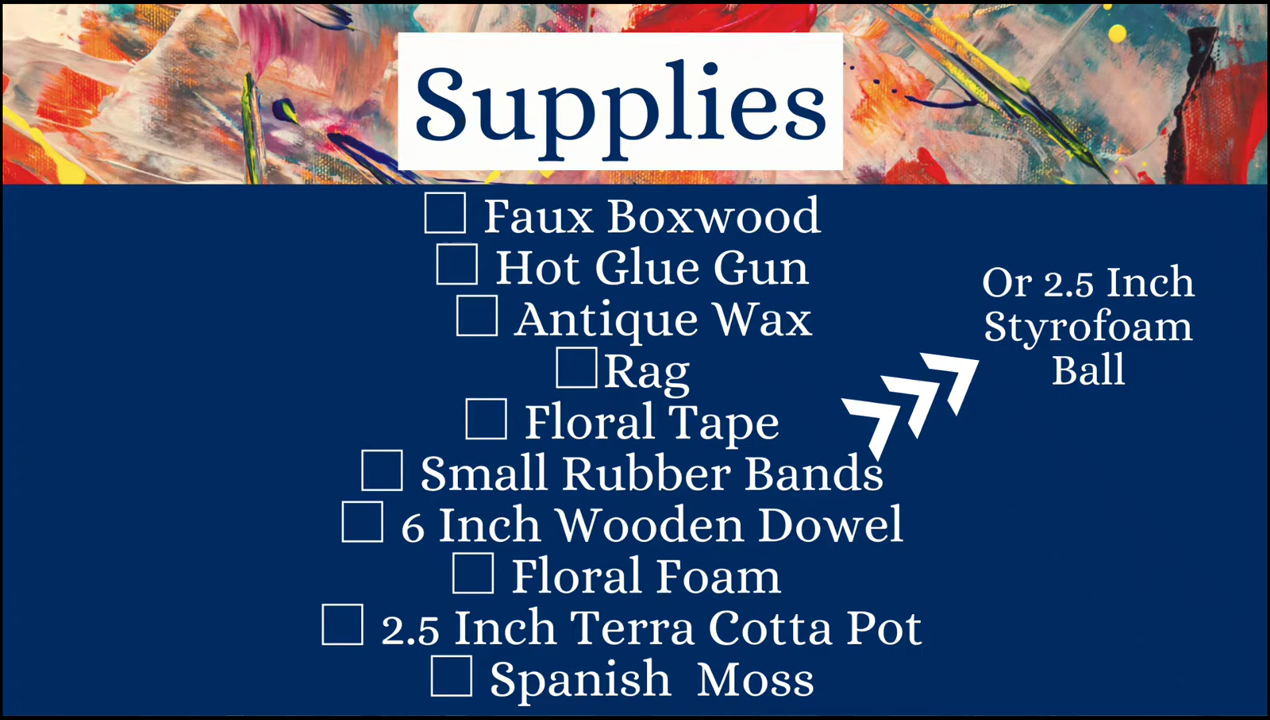 Supplies
☐ Faux Boxwood
☐ Hot Glue Gun
☐ Antique Wax
☐Rag
☐ Floral Tape
☐ Small Rubber Bands
☐ 6 Inch Wooden Dowel
☐ Floral Foam
☐ 2.5 Inch Terra Cotta Pot
☐ Spanish Moss
Or 2.5 Inch
Styrofoam
Ball